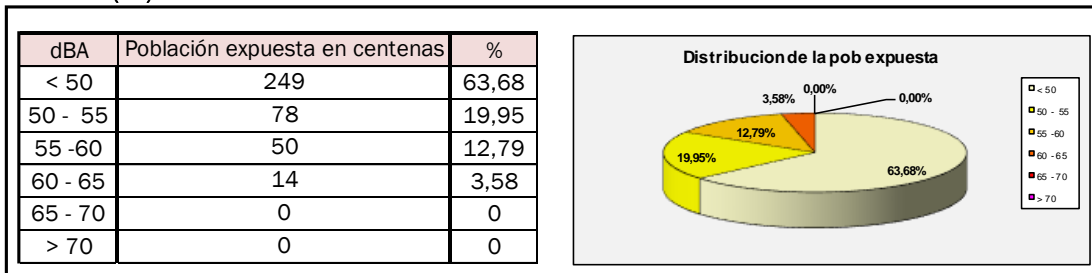 dBA Población expuesta en centenas %
< 50 249 63,68
50 - 55 78 19,95
55 -60 50 12,79
60 - 65 14 3,58
65 - 70 0 0
> 70 0 0
Distribucion de la pob expuesta
3,58% 0,00% 0,00%
12,79%
19,95%
63,68%
< 50
50 - 55
55 -60
60 -65
65 -70
> 70